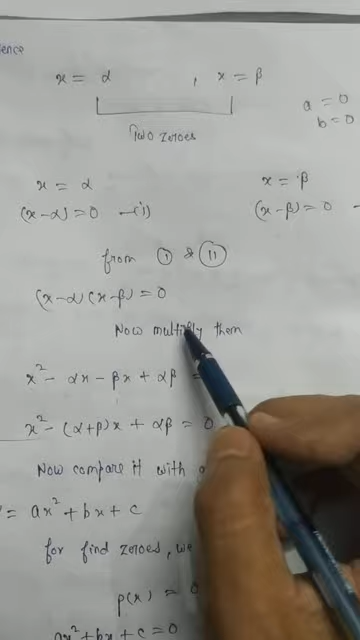 x = α , x = β
a = 0
b = 0
Two zeroes
x = α x = β
(x-α) = 0 —(i) (x-β) = 0 —
from (i) & (ii)
(x-α) (x-β) = 0
Now multiply them
x² - αx - βx + αβ =
x² - (α+β)x + αβ = 0
Now compare it with a
= ax² + bx + c
for find zeroes, we
p(x) = 0
ax² + bx + c = 0